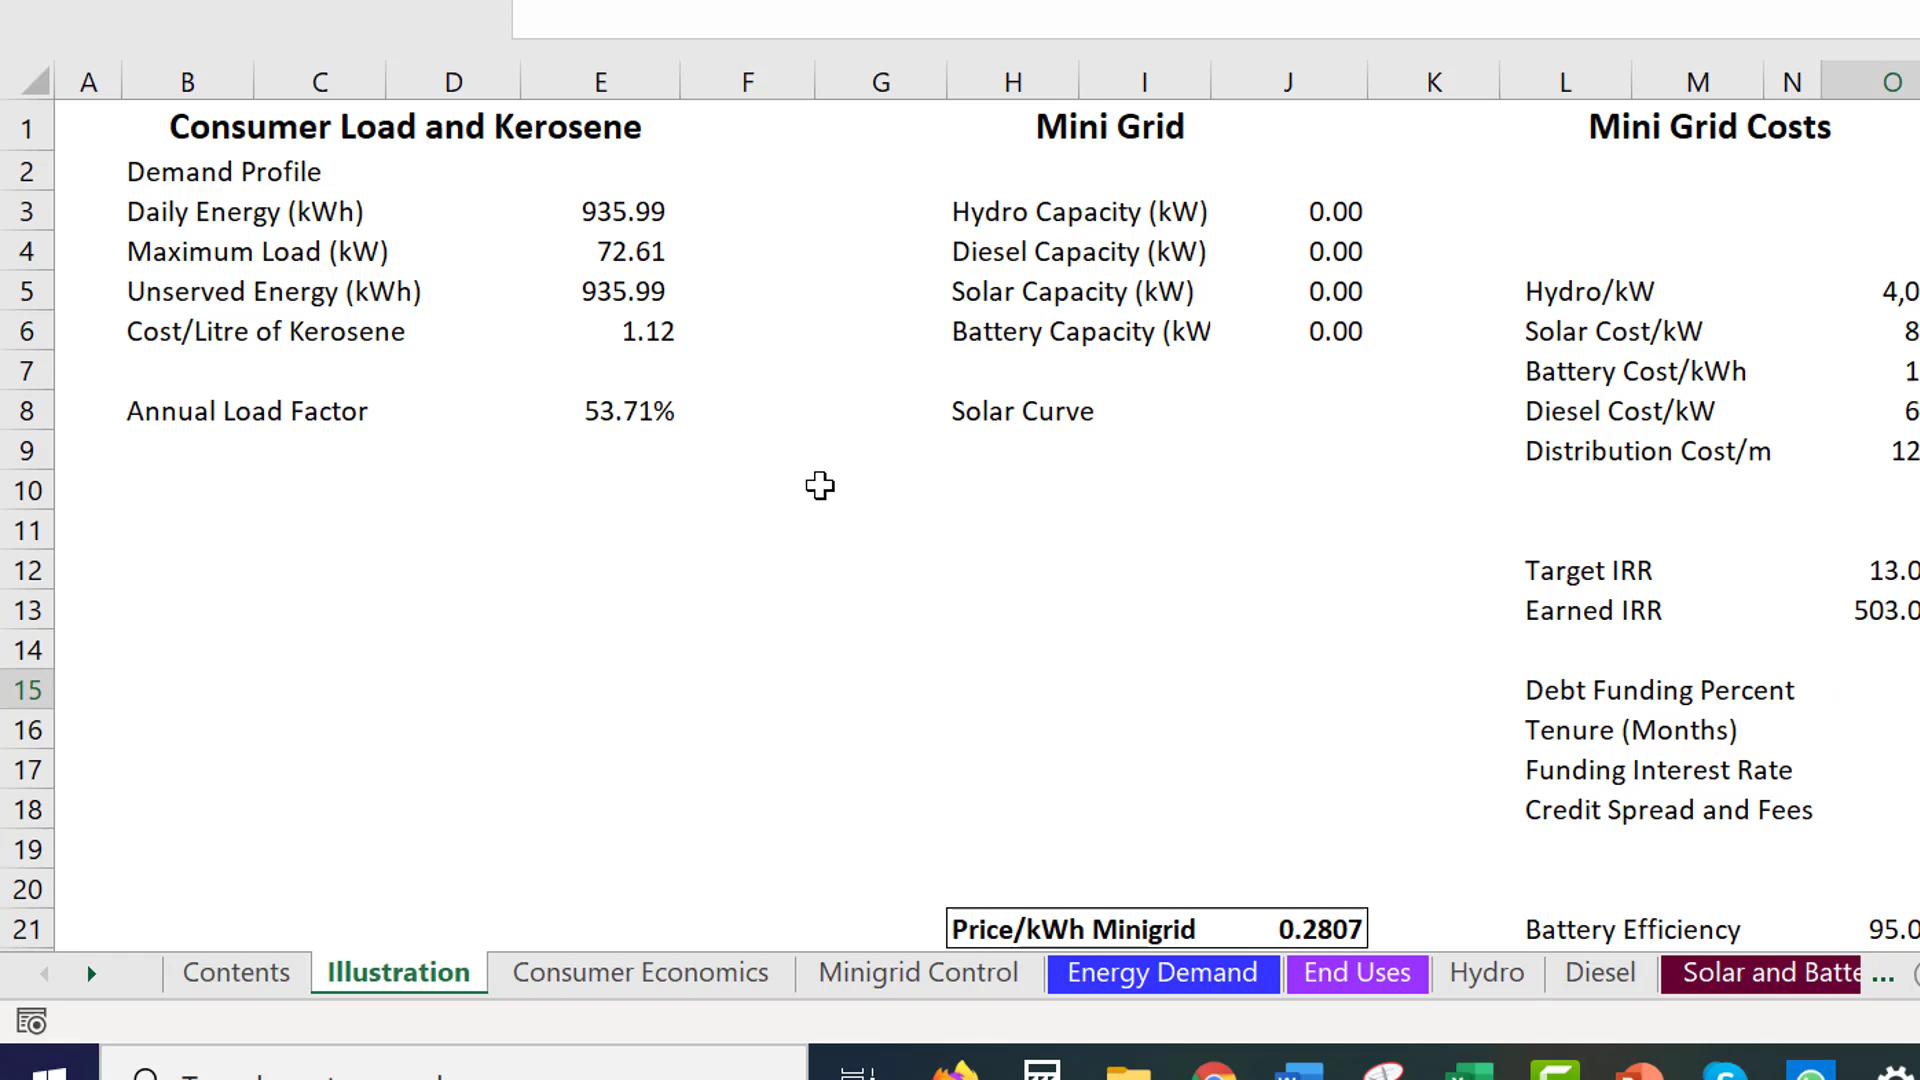 A B C D E F G H I J K L M N O
1 Consumer Load and Kerosene Mini Grid Mini Grid Costs
2 Demand Profile
3 Daily Energy (kWh) 935.99 Hydro Capacity (kW) 0.00
4 Maximum Load (kW) 72.61 Diesel Capacity (kW) 0.00
5 Unserved Energy (kWh) 935.99 Solar Capacity (kW) 0.00 Hydro/kW 4,0
6 Cost/Litre of Kerosene 1.12 Battery Capacity (kW 0.00 Solar Cost/kW 8
7 Battery Cost/kWh 1
8 Annual Load Factor 53.71% Solar Curve Diesel Cost/kW 6
9 Distribution Cost/m 12
10
11
12 Target IRR 13.0
13 Earned IRR 503.0
14
15 Debt Funding Percent
16 Tenure (Months)
17 Funding Interest Rate
18 Credit Spread and Fees
19
20
21 Price/kWh Minigrid 0.2807 Battery Efficiency 95.0
Contents Illustration Consumer Economics Minigrid Control Energy Demand End Uses Hydro Diesel Solar and Batte ...